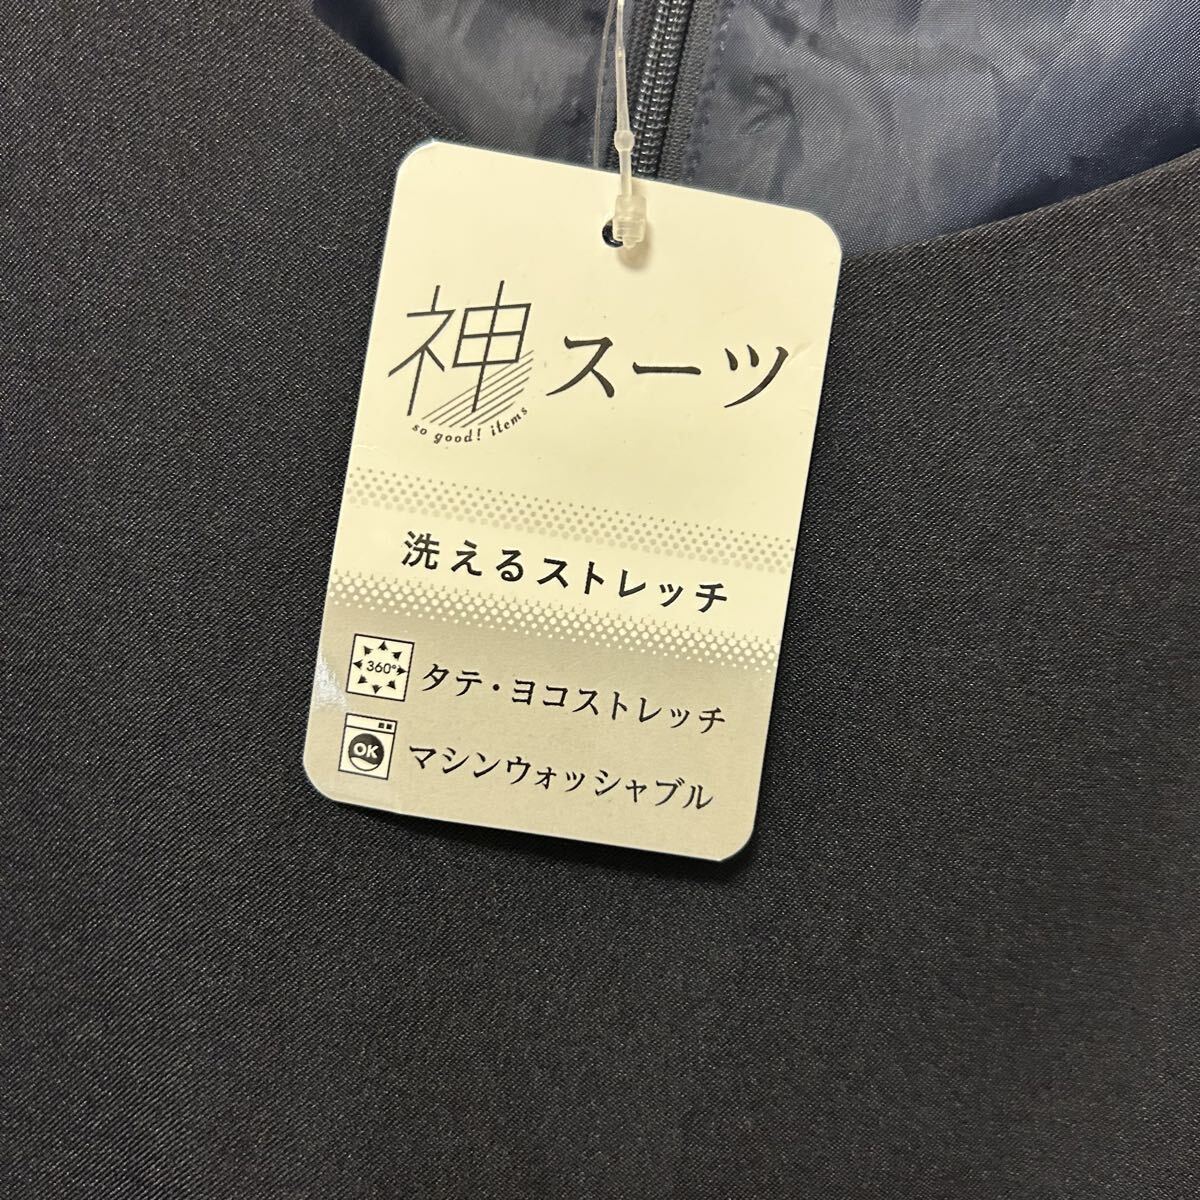 神スーツ
so good! items
洗えるストレッチ
360° タテ・ヨコストレッチ
OK マシンウォッシャブル